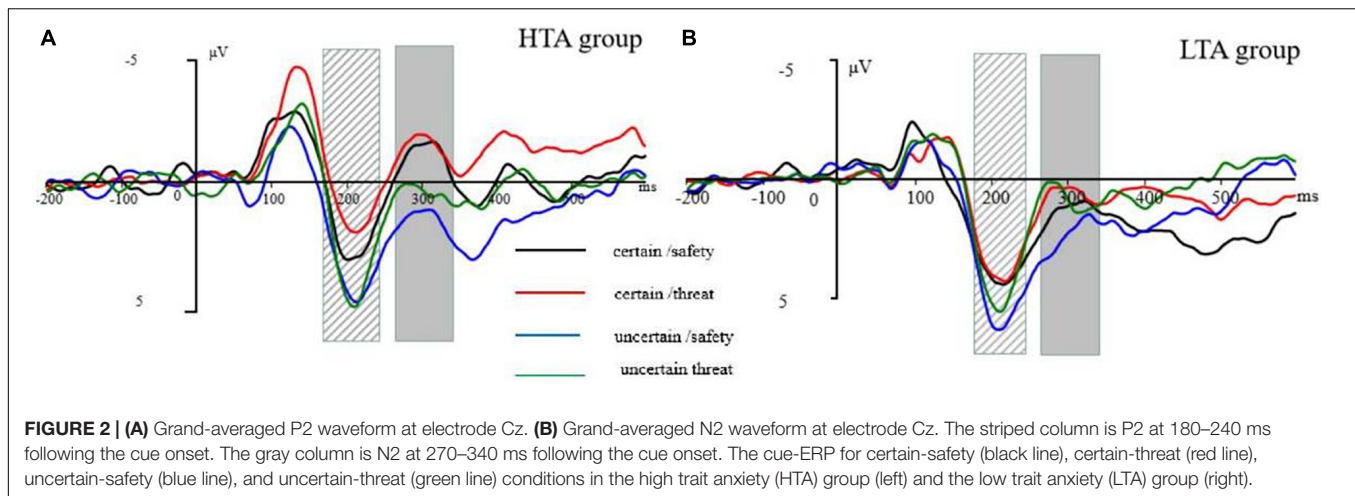 A
HTA group
B
LTA group
-5
µV
-5
µV
-200
-100
0
100
200
300
400
500
ms
-200
-100
0
100
200
300
400
500
ms
5
5
certain /safety
certain /threat
uncertain /safety
uncertain threat
FIGURE 2 | (A) Grand-averaged P2 waveform at electrode Cz. (B) Grand-averaged N2 waveform at electrode Cz. The striped column is P2 at 180–240 ms
following the cue onset. The gray column is N2 at 270–340 ms following the cue onset. The cue-ERP for certain-safety (black line), certain-threat (red line),
uncertain-safety (blue line), and uncertain-threat (green line) conditions in the high trait anxiety (HTA) group (left) and the low trait anxiety (LTA) group (right).